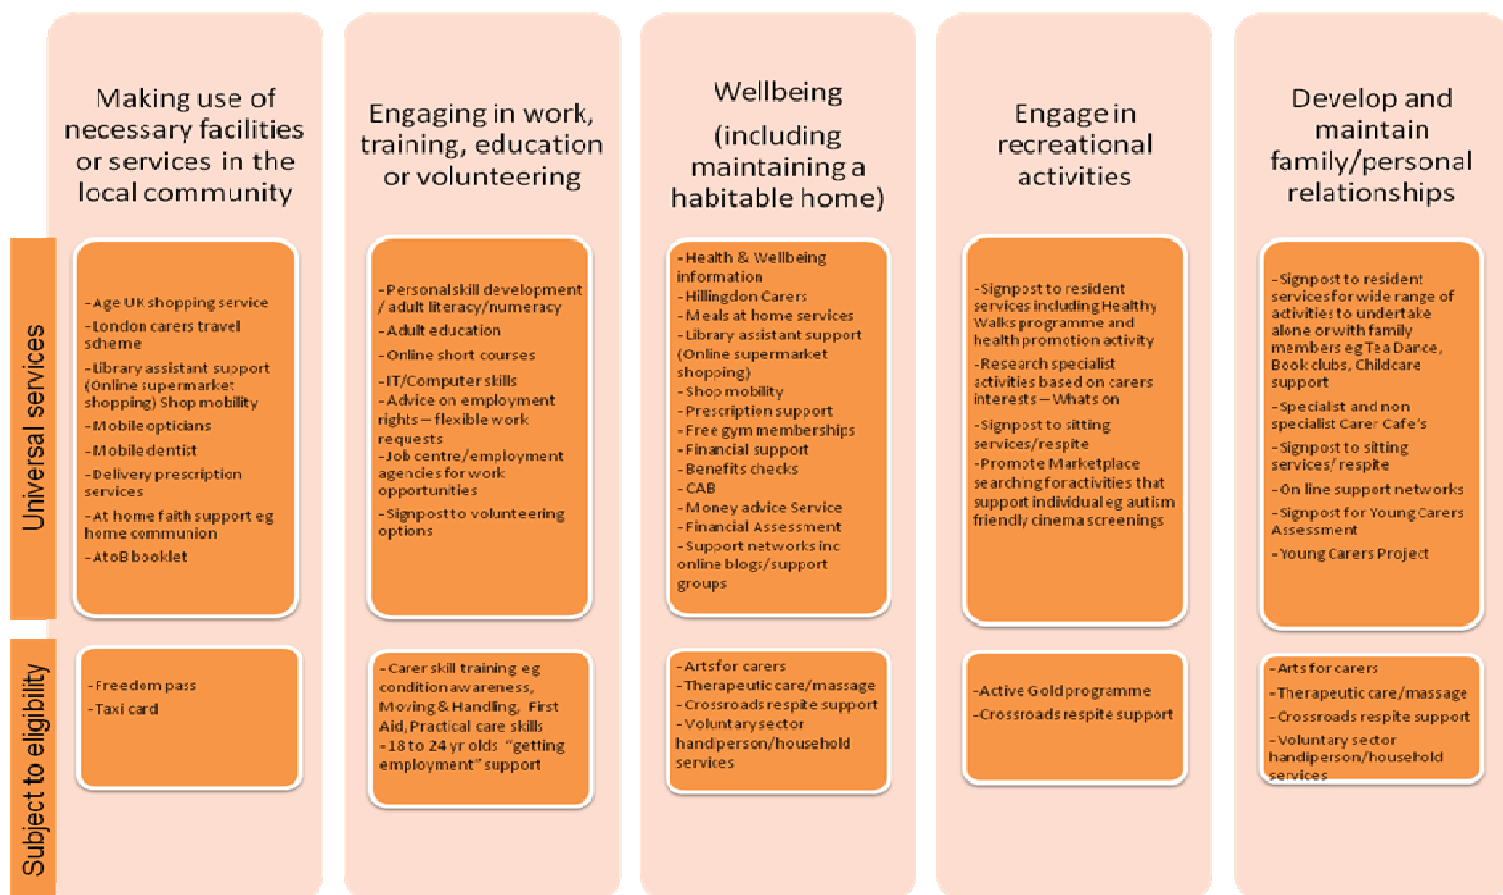 Making use of
necessary facilities
or services in the
local community
Engaging in work,
training, education
or volunteering
Wellbeing
(including
maintaining a
habitable home)
Engage in
recreational
activities
Develop and
maintain
family/personal
relationships
Universal services
-Age UK shopping service
-London carers travel
scheme
-Library assistant support
(Online supermarket
shopping) Shop mobility
-Mobile opticians
-Mobile dentist
-Delivery prescription
services
-At home faith support eg
home communion
-AtoB booklet
-Personal skill development
/ adult literacy/numeracy
-Adult education
-Online short courses
-IT/Computer skills
-Advice on employment
rights – flexible work
requests
-Job centre/employment
agencies for work
opportunities
-Signpost to volunteering
options
-Health & Wellbeing
information
-Hillingdon Carers
-Meals at home services
-Library assistant support
(Online supermarket
shopping)
-Shop mobility
-Prescription support
-Free gym memberships
-Financial support
-Benefits checks
-CAB
-Money advice Service
-Financial Assessment
-Support networks inc
online blogs/support
groups
-Signpost to resident
services including Healthy
Walks programme and
health promotion activity
-Research specialist
activities based on carers
interests – Whats on
-Signpost to sitting
services/respite
-Promote Marketplace
searching for activities that
support individual eg autism
friendly cinema screenings
-Signpost to resident
services for wide range of
activities to undertake
alone or with family
members eg Tea Dance,
Book clubs, Childcare
support
-Specialist and non
specialist Carer Cafe's
-Signpost to sitting
services/ respite
-On line support networks
-Signpost for Young Carers
Assessment
-Young Carers Project
Subject to eligibility
-Freedom pass
-Taxi card
-Carer skill training eg
condition awareness,
Moving & Handling, First
Aid, Practical care skills
-18 to 24 yr olds "getting
employment" support
-Arts for carers
-Therapeutic care/massage
-Crossroads respite support
-Voluntary sector
handiperson/household
services
-Active Gold programme
-Crossroads respite support
-Arts for carers
-Therapeutic care/massage
-Crossroads respite support
-Voluntary sector
handiperson/household
services